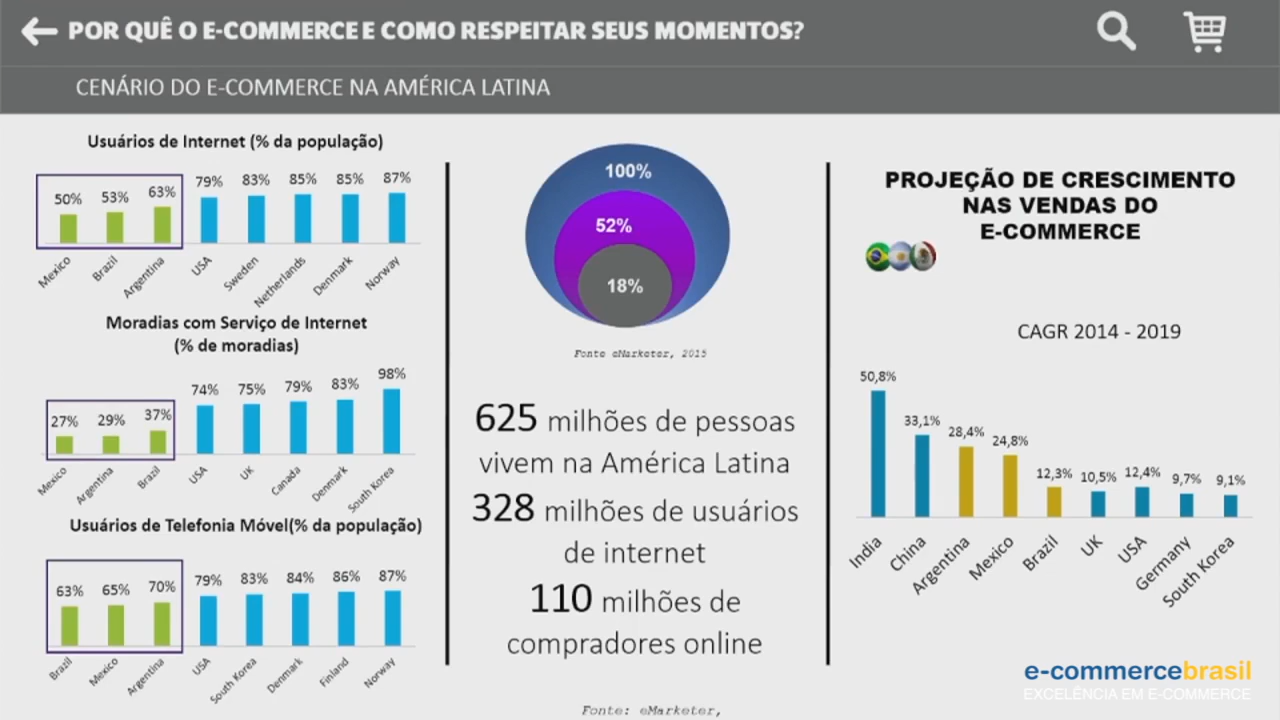 POR QUÊ O E-COMMERCE E COMO RESPEITAR SEUS MOMENTOS?
CENÁRIO DO E-COMMERCE NA AMÉRICA LATINA
Usuários de Internet (% da população)
50% 53% 63% 79% 83% 85% 85% 87%
Mexico Brazil Argentina USA Sweden Netherlands Denmark Norway
Moradias com Serviço de Internet
(% de moradias)
27% 29% 37% 74% 75% 79% 83% 98%
Mexico Argentina Brazil USA UK Canada Denmark South Korea
Usuários de Telefonia Móvel(% da população)
63% 65% 70% 79% 83% 84% 86% 87%
Brazil Mexico Argentina USA South Korea Denmark Finland Norway
100%
52%
18%
Fonte eMarketer, 2015
625 milhões de pessoas
vivem na América Latina
328 milhões de usuários
de internet
110 milhões de
compradores online
Fonte: eMarketer,
PROJEÇÃO DE CRESCIMENTO
NAS VENDAS DO
E-COMMERCE
CAGR 2014 - 2019
50,8% 33,1% 28,4% 24,8% 12,3% 10,5% 12,4% 9,7% 9,1%
India China Argentina Mexico Brazil UK USA Germany South Korea
e-commercebrasil
EXCELÊNCIA EM E-COMMERCE